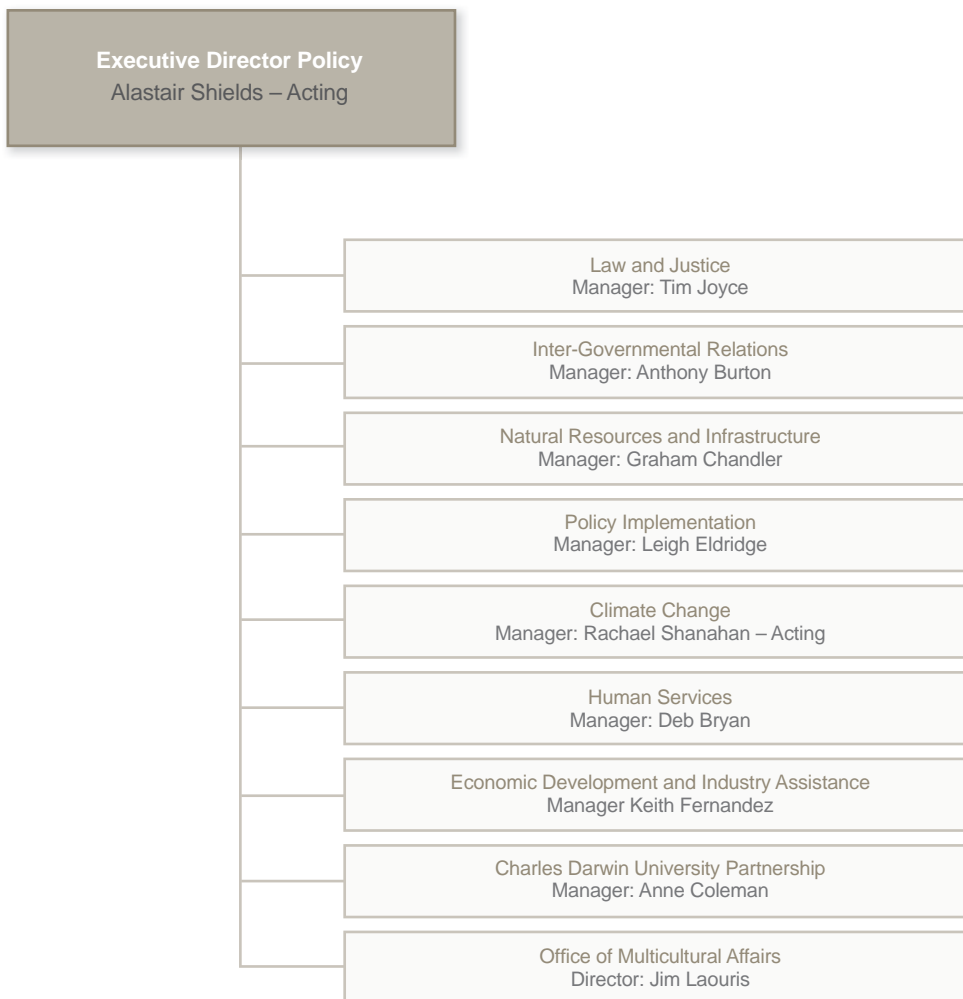 Executive Director Policy
Alastair Shields – Acting
Law and Justice
Manager: Tim Joyce
Inter-Governmental Relations
Manager: Anthony Burton
Natural Resources and Infrastructure
Manager: Graham Chandler
Policy Implementation
Manager: Leigh Eldridge
Climate Change
Manager: Rachael Shanahan – Acting
Human Services
Manager: Deb Bryan
Economic Development and Industry Assistance
Manager Keith Fernandez
Charles Darwin University Partnership
Manager: Anne Coleman
Office of Multicultural Affairs
Director: Jim Laouris